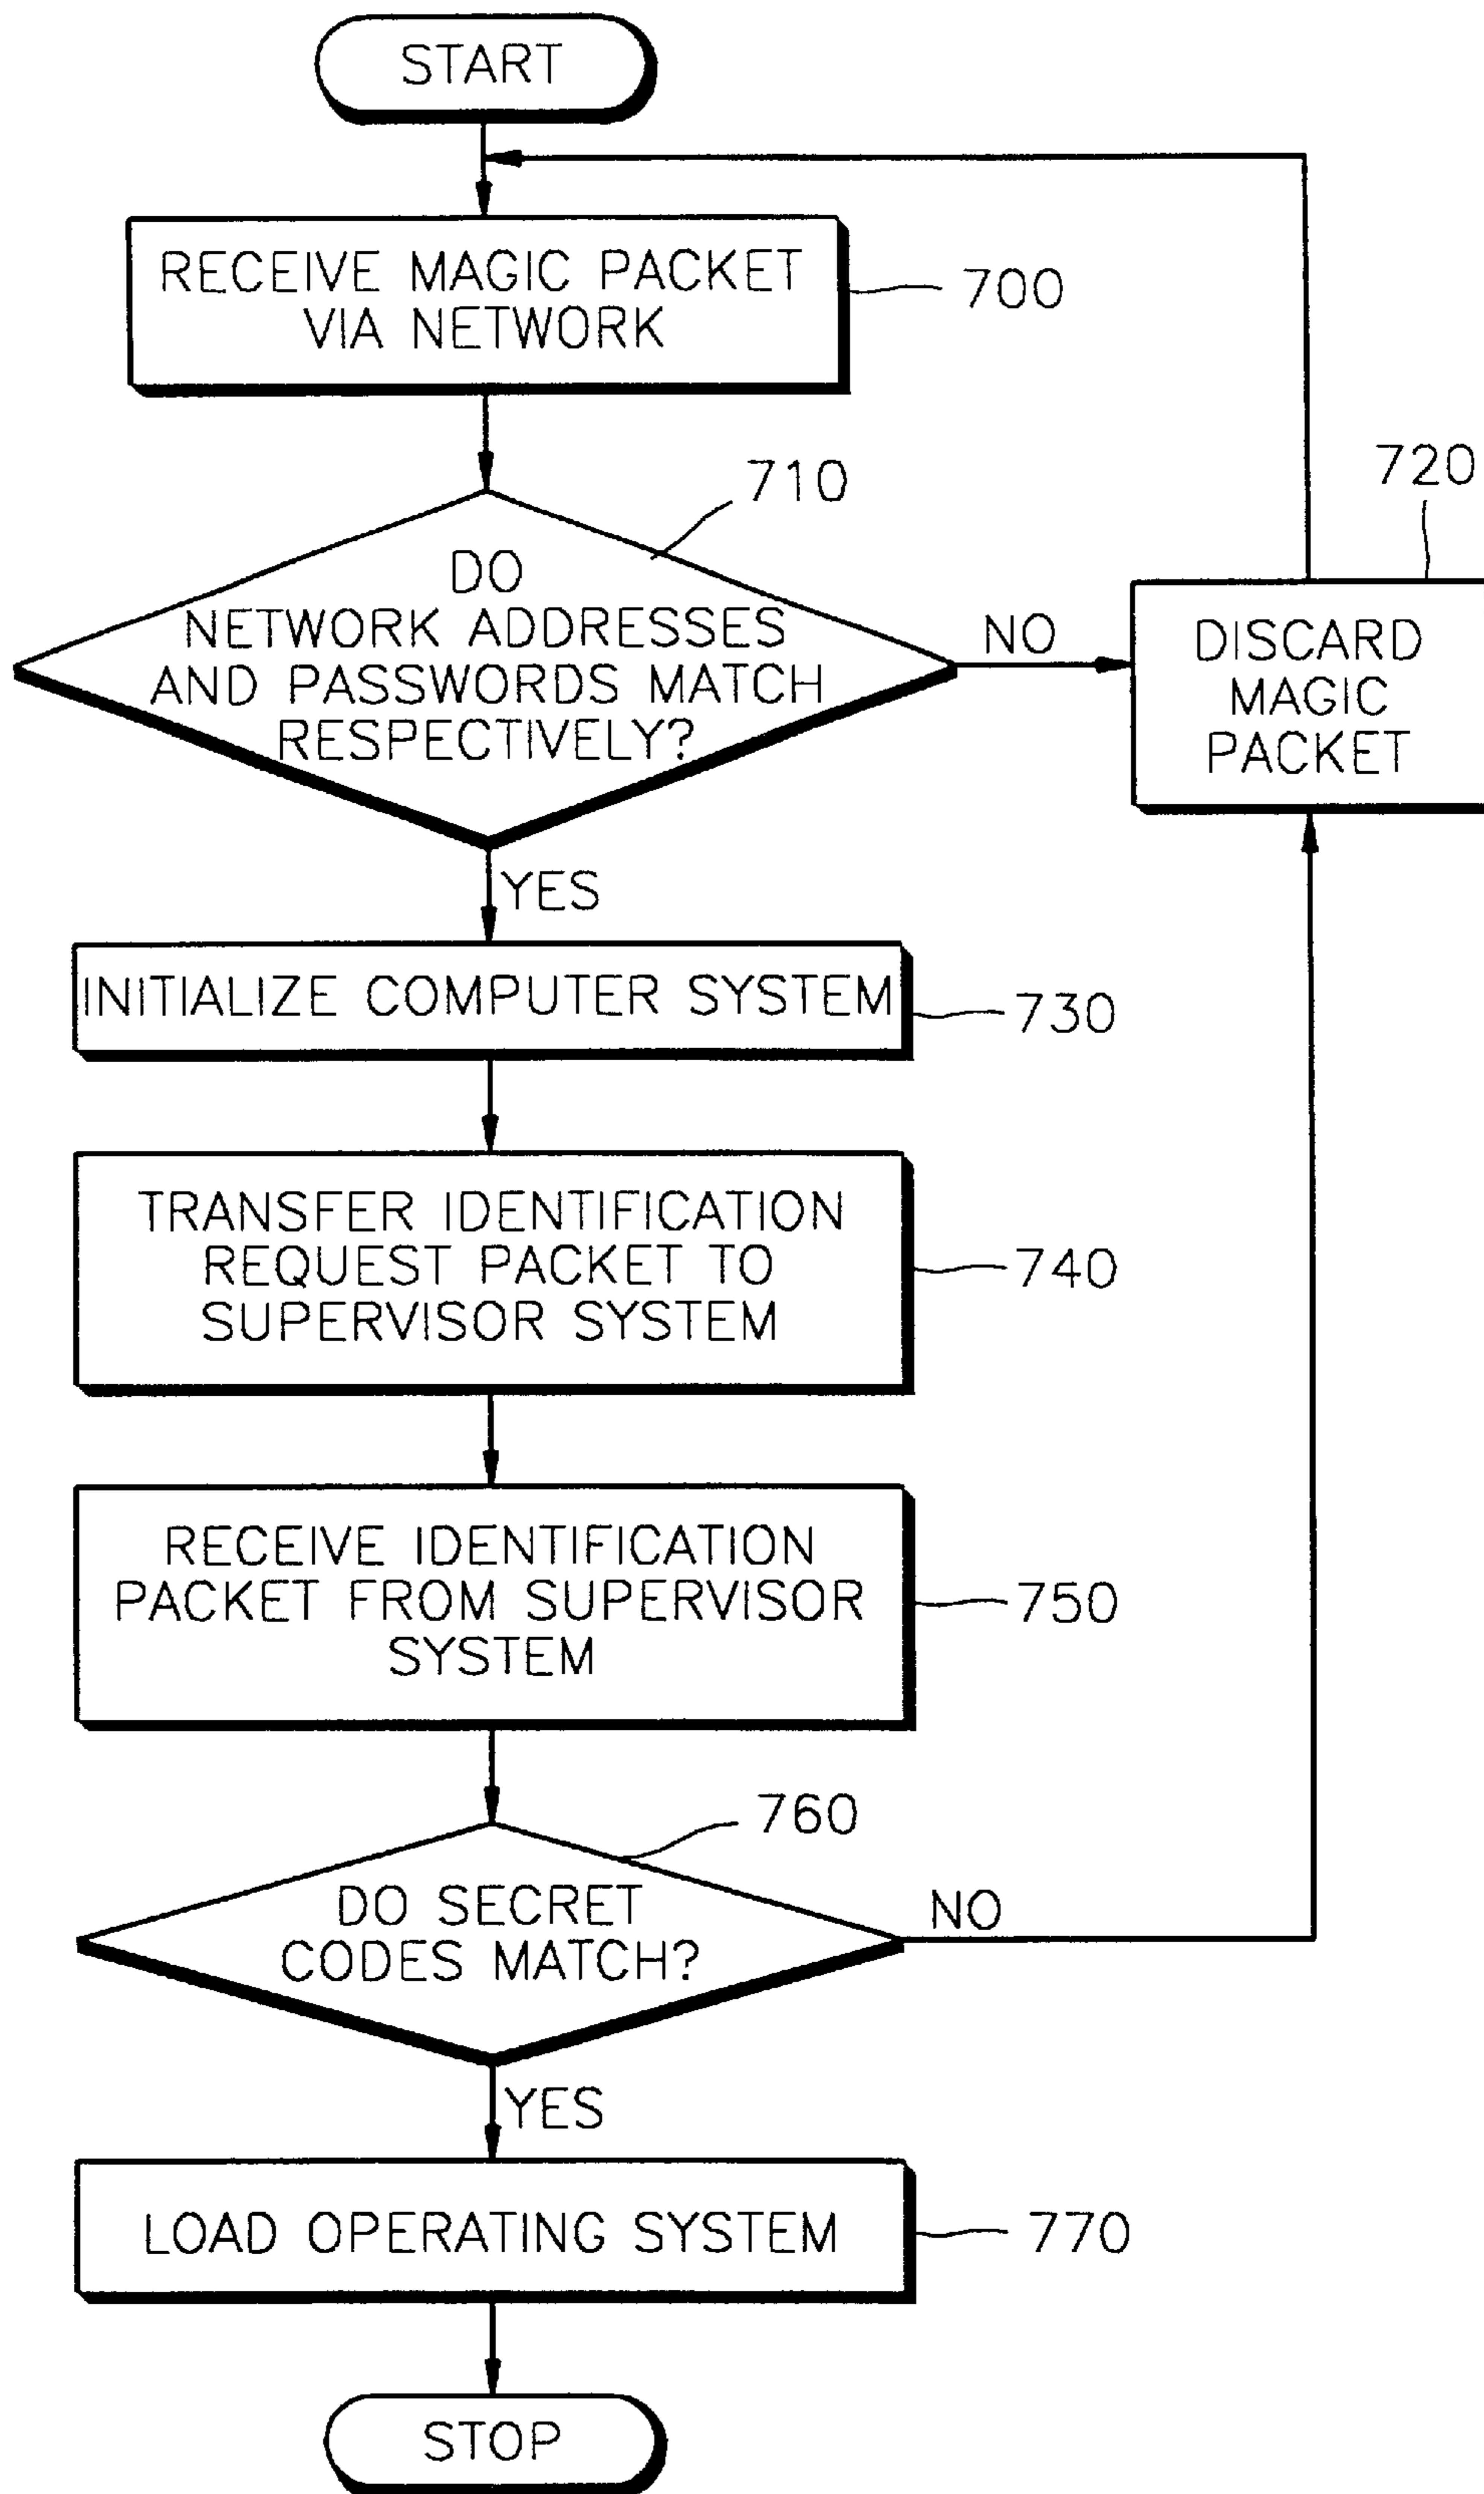 START
RECEIVE MAGIC PACKET
VIA NETWORK
700
710
DO
NETWORK ADDRESSES
AND PASSWORDS MATCH
RESPECTIVELY?
NO
720
DISCARD
MAGIC
PACKET
YES
INITIALIZE COMPUTER SYSTEM
730
TRANSFER IDENTIFICATION
REQUEST PACKET TO
SUPERVISOR SYSTEM
740
RECEIVE IDENTIFICATION
PACKET FROM SUPERVISOR
SYSTEM
750
760
DO SECRET
CODES MATCH?
NO
YES
LOAD OPERATING SYSTEM
770
STOP